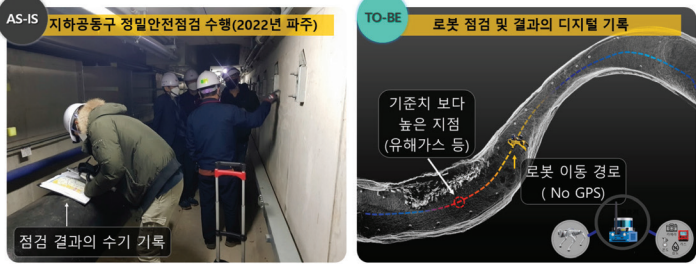 AS-IS
지하공동구 정밀안전점검 수행(2022년 파주)
점검 결과의 수기 기록
TO-BE
로봇 점검 및 결과의 디지털 기록
기준치 보다
높은 지점
(유해가스 등)
로봇 이동 경로
( No GPS)